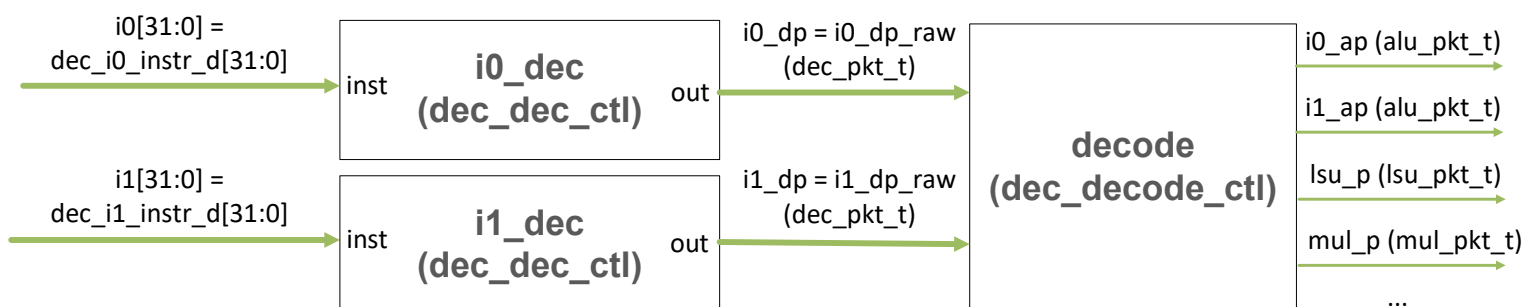 i0[31:0] =
dec_i0_instr_d[31:0]
inst
i0_dec
(dec_dec_ctl)
out
i0_dp = i0_dp_raw
(dec_pkt_t)
i1[31:0] =
dec_i1_instr_d[31:0]
inst
i1_dec
(dec_dec_ctl)
out
i1_dp = i1_dp_raw
(dec_pkt_t)
decode
(dec_decode_ctl)
i0_ap (alu_pkt_t)
i1_ap (alu_pkt_t)
lsu_p (lsu_pkt_t)
mul_p (mul_pkt_t)
...